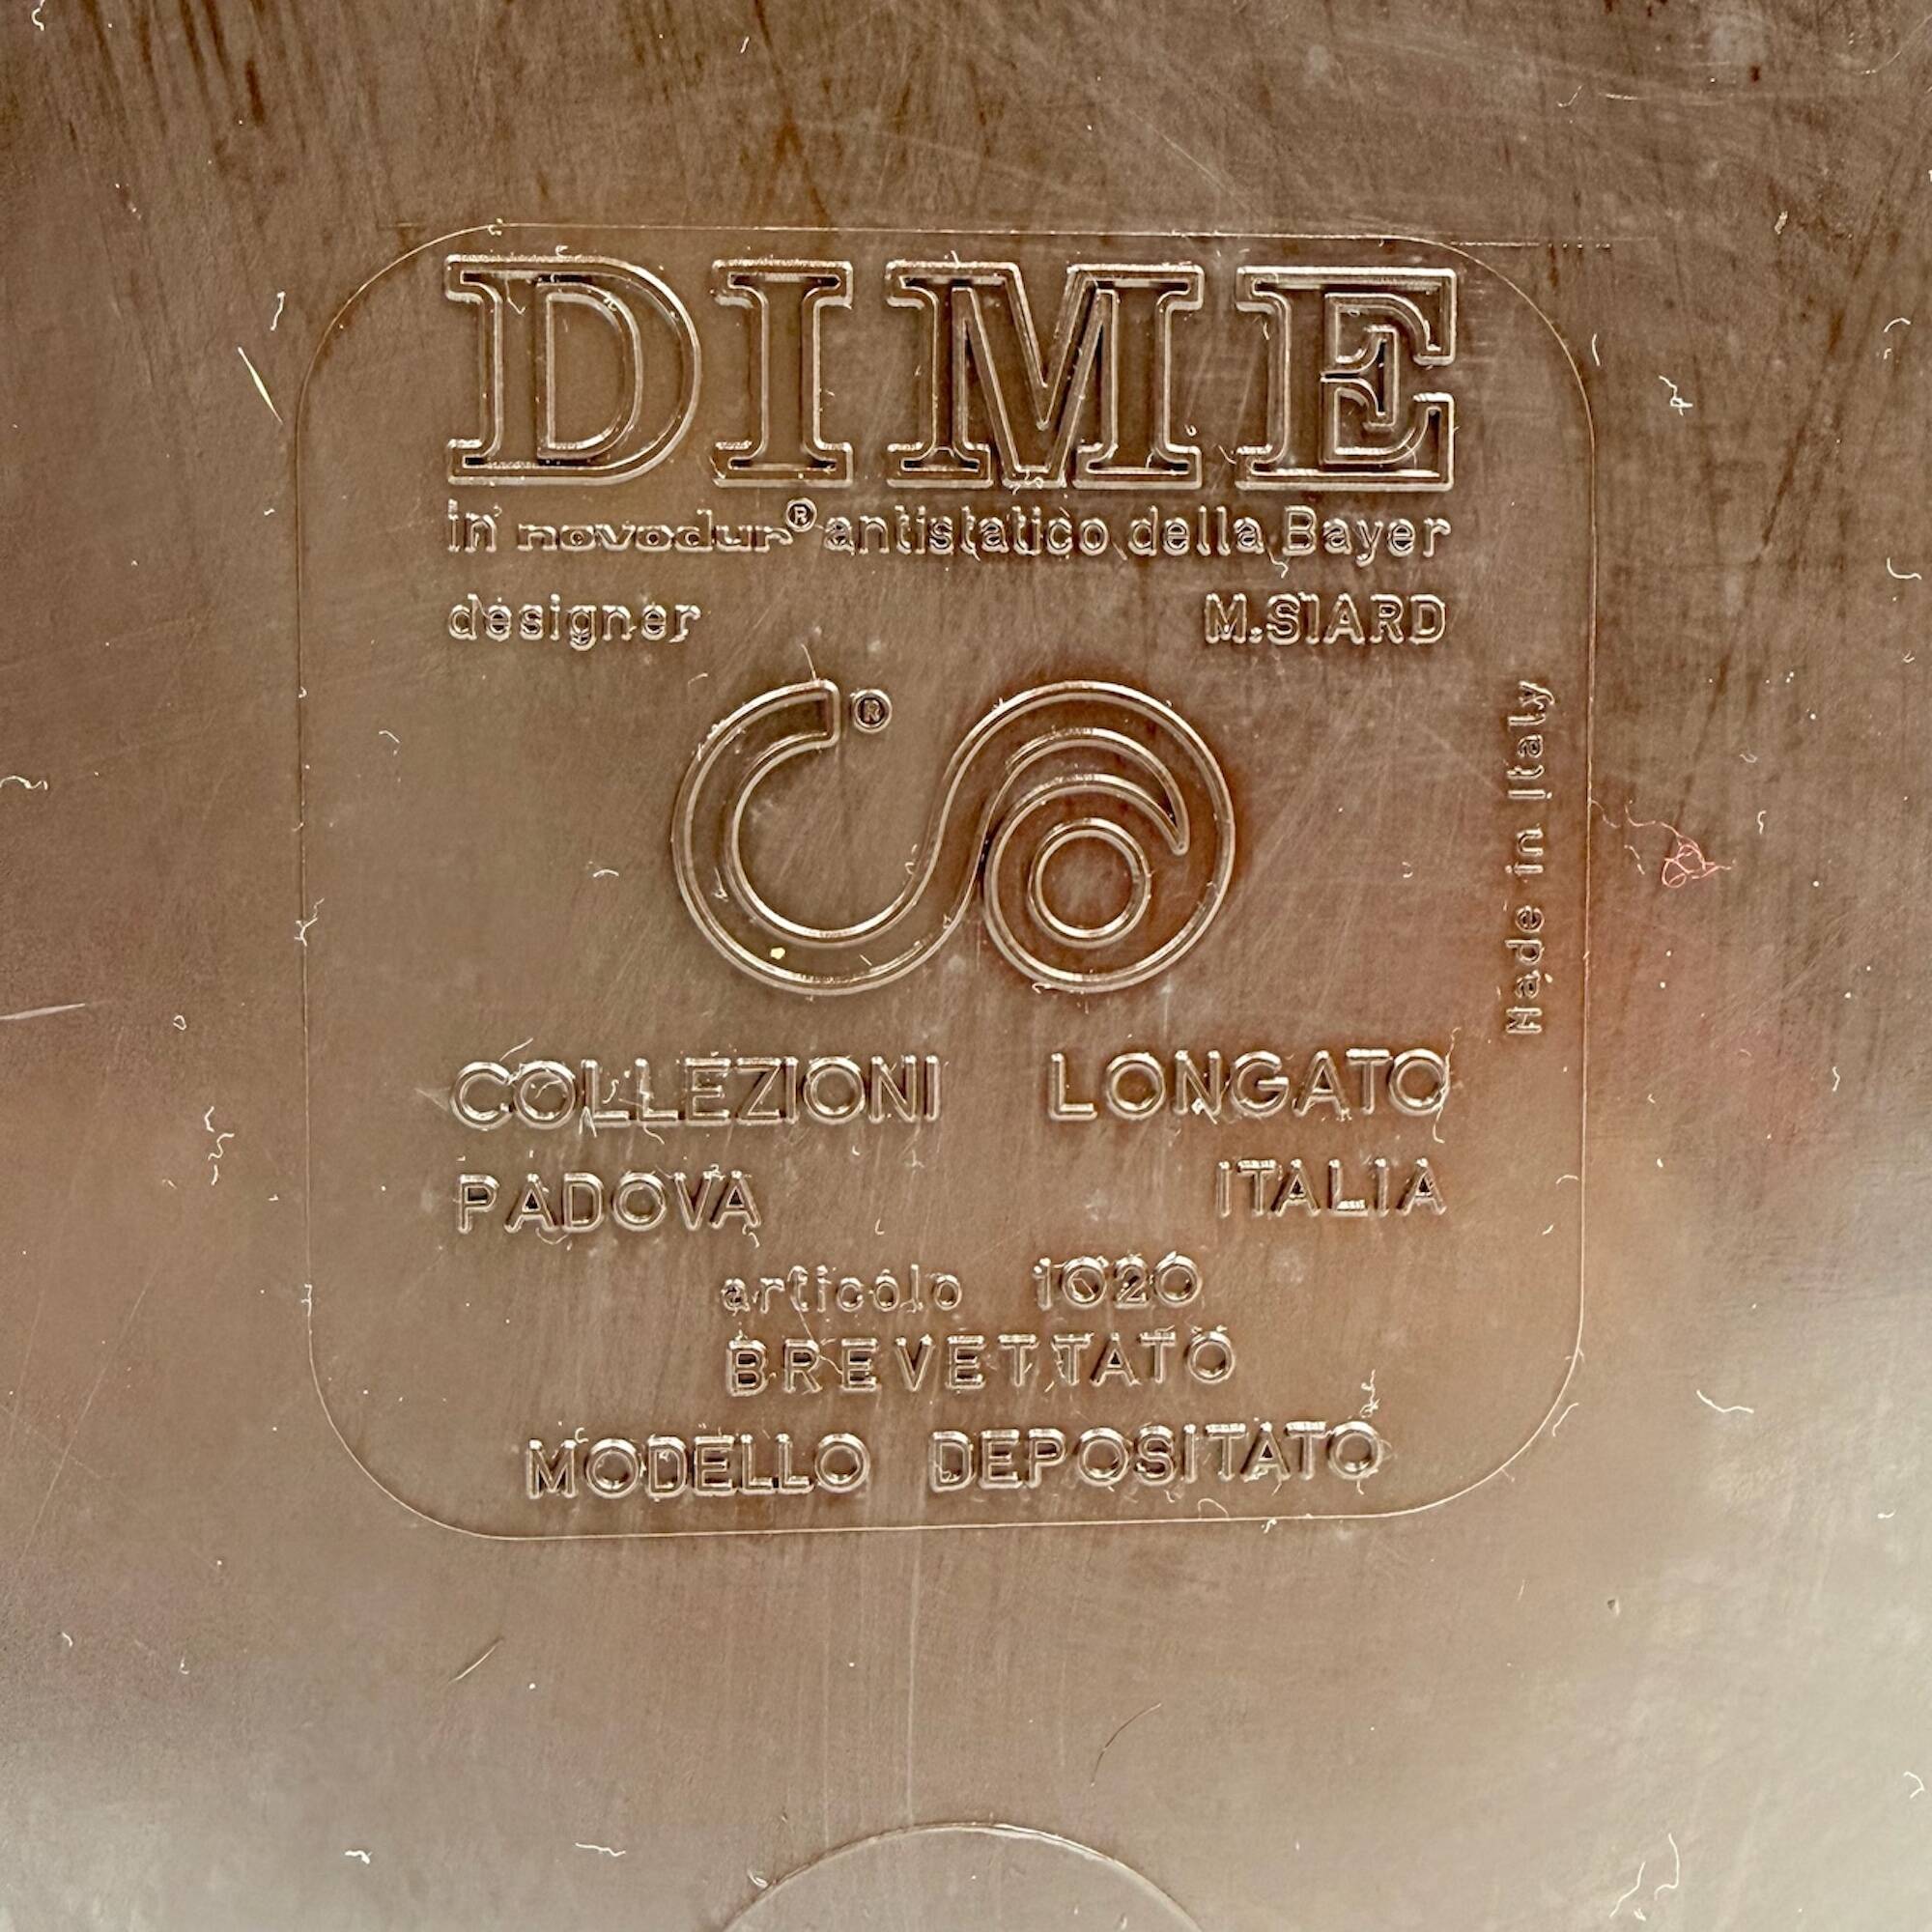 DIME
in novodur® antistatico della Bayer
designer M.SIARD
®
Made in Italy
COLLEZIONI LONGATO
PADOVA ITALIA
articolo 1020
BREVETTATO
MODELLO DEPOSITATO